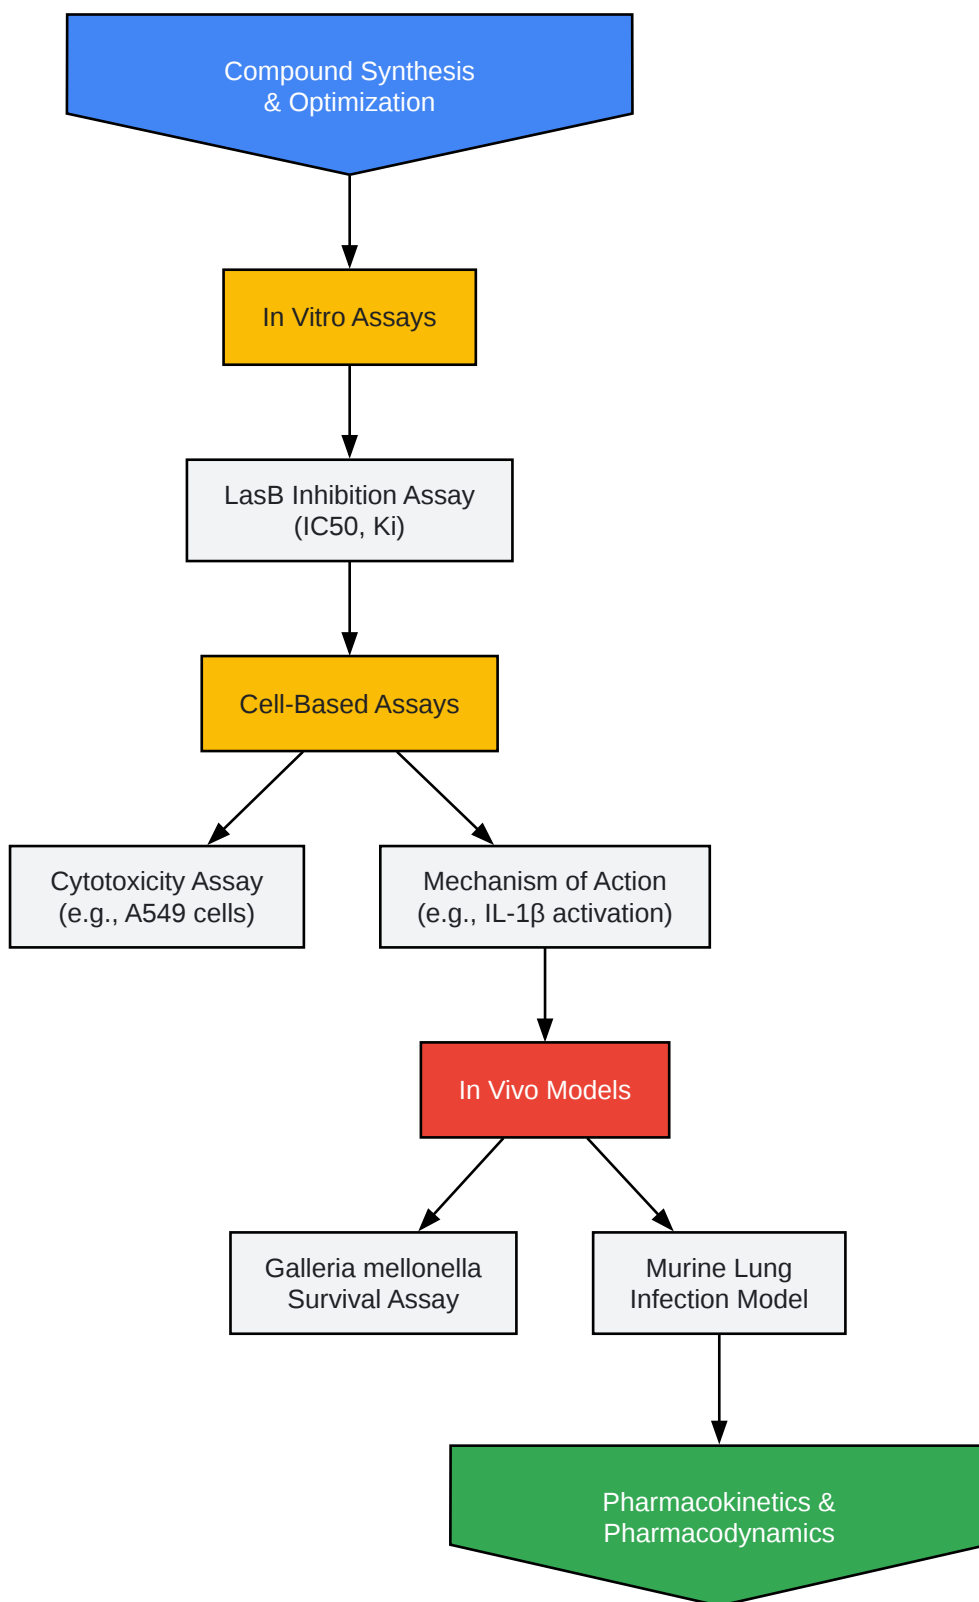 Compound Synthesis
& Optimization
In Vitro Assays
LasB Inhibition Assay
(IC50, Ki)
Cell-Based Assays
Cytotoxicity Assay
(e.g., A549 cells)
Mechanism of Action
(e.g., IL-1β activation)
In Vivo Models
Galleria mellonella
Survival Assay
Murine Lung
Infection Model
Pharmacokinetics &
Pharmacodynamics